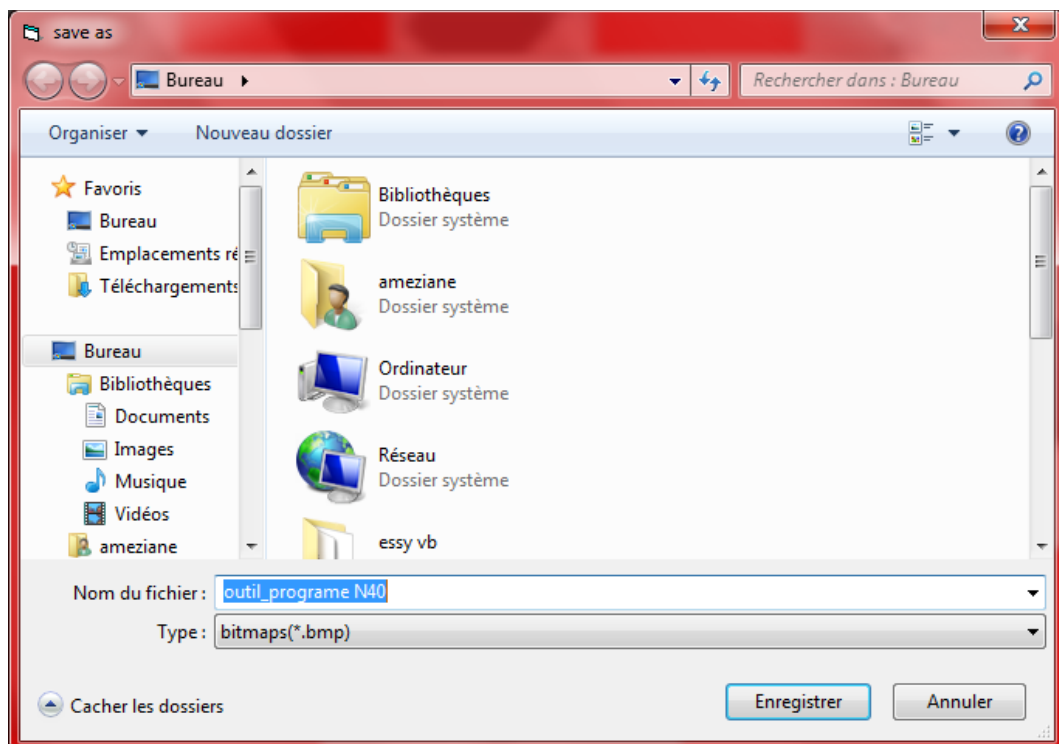 save as
Bureau
Rechercher dans : Bureau
Organiser
Nouveau dossier
Favoris
Bureau
Emplacements ré
Téléchargements
Bureau
Bibliothèques
Documents
Images
Musique
Vidéos
ameziane
Bibliothèques
Dossier système
ameziane
Dossier système
Ordinateur
Dossier système
Réseau
Dossier système
essy vb
Nom du fichier : outil_programe N40
Type : bitmaps(*.bmp)
Cacher les dossiers
Enregistrer
Annuler